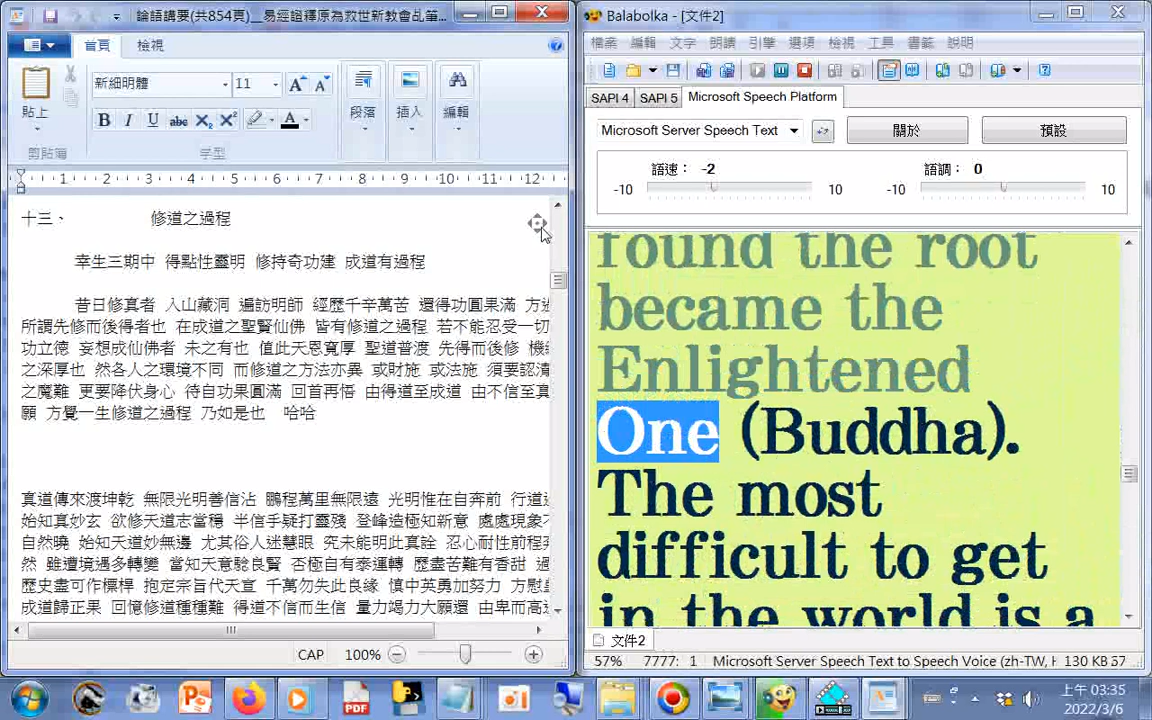 論語講要(共854頁)__易經證釋原為救世新教會乩筆...
首頁
檢視
新細明體
11
貼上
段落
插入
編輯
剪貼簿
字型
1 2 3 4 5 6 7 8 9 10 11 12
十三、 修道之過程
幸生三期中 得點性靈明 修持奇功建 成道有過程
昔日修真者 入山藏洞 遍訪明師 經歷千辛萬苦 還得功圓果滿 方
所謂先修而後得者也 在成道之聖賢仙佛 皆有修道之過程 若不能忍受一切
功立德 妄想成仙佛者 未之有也 值此天恩寬厚 聖道普渡 先得而後修 機
之深厚也 然各人之環境不同 而修道之方法亦異 或財施 或法施 須要認清
之魔難 更要降伏身心 待自功果圓滿 回首再悟 由得道至成道 由不信至真
願 方覺一生修道之過程 乃如是也 哈哈
真道傳來渡坤乾 無限光明善信沾 鵬程萬里無限遠 光明惟在自奔前 行道
始知真妙玄 欲修天道志當穩 半信手疑打靈殘 登峰造極知新意 處處現象
自然曉 始知天道妙無邊 尤其俗人迷慧眼 究未能明此真詮 忍心耐性前程
然 雖遭境遇多轉變 當知天意騐良賢 否極自有泰運轉 歷盡苦難有香甜
歷史盡可作標桿 抱定宗旨代天宣 千萬勿失此良緣 慎中英勇加努力 方慰
成道歸正果 回憶修道種種難 得道不信而生信 量力竭力大願還 由卑而高
CAP 100%
Balabolka - [文件2]
檔案 編輯 文字 朗讀 引擎 選項 檢視 工具 書籤 說明
SAPI 4 SAPI 5 Microsoft Speech Platform
Microsoft Server Speech Text
關於
預設
語速： -2
-10 10
語調： 0
-10 10
found the root
became the
Enlightened
One (Buddha).
The most
difficult to get
in the world is a
文件2
57% 7777: 1 Microsoft Server Speech Text to Speech Voice (zh-TW, 130 KB
上午 03:35
2022/3/6